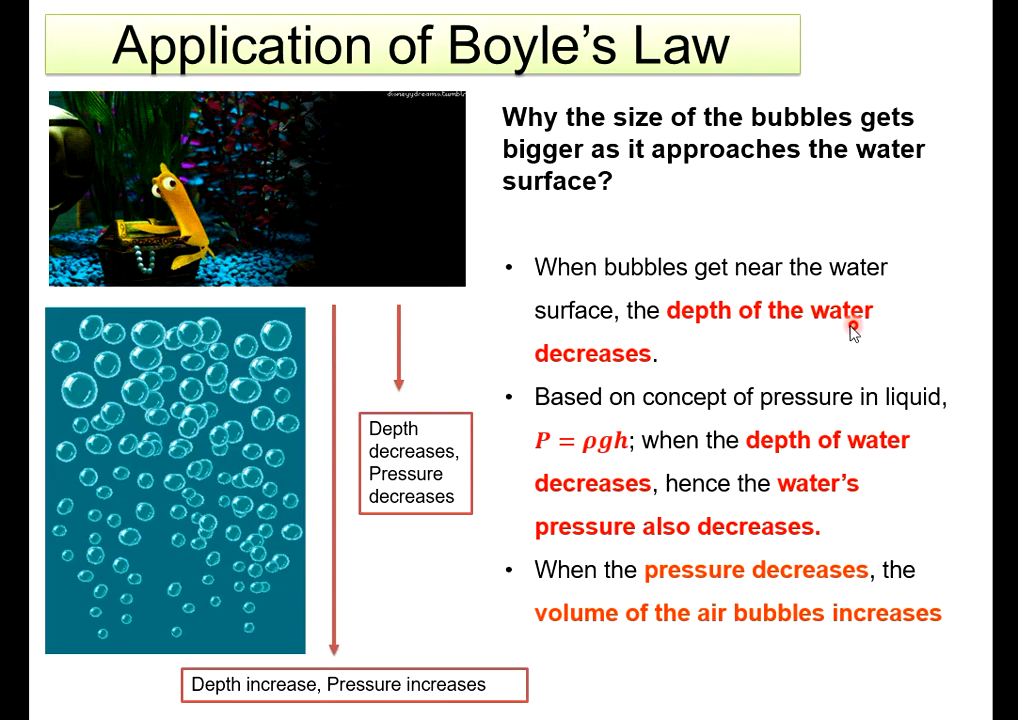 Application of Boyle’s Law
disneyydreams.tumblr
Why the size of the bubbles gets
bigger as it approaches the water
surface?
• When bubbles get near the water
surface, the depth of the water
decreases.
• Based on concept of pressure in liquid,
P = ρgh; when the depth of water
decreases, hence the water’s
pressure also decreases.
• When the pressure decreases, the
volume of the air bubbles increases
Depth
decreases,
Pressure
decreases
Depth increase, Pressure increases